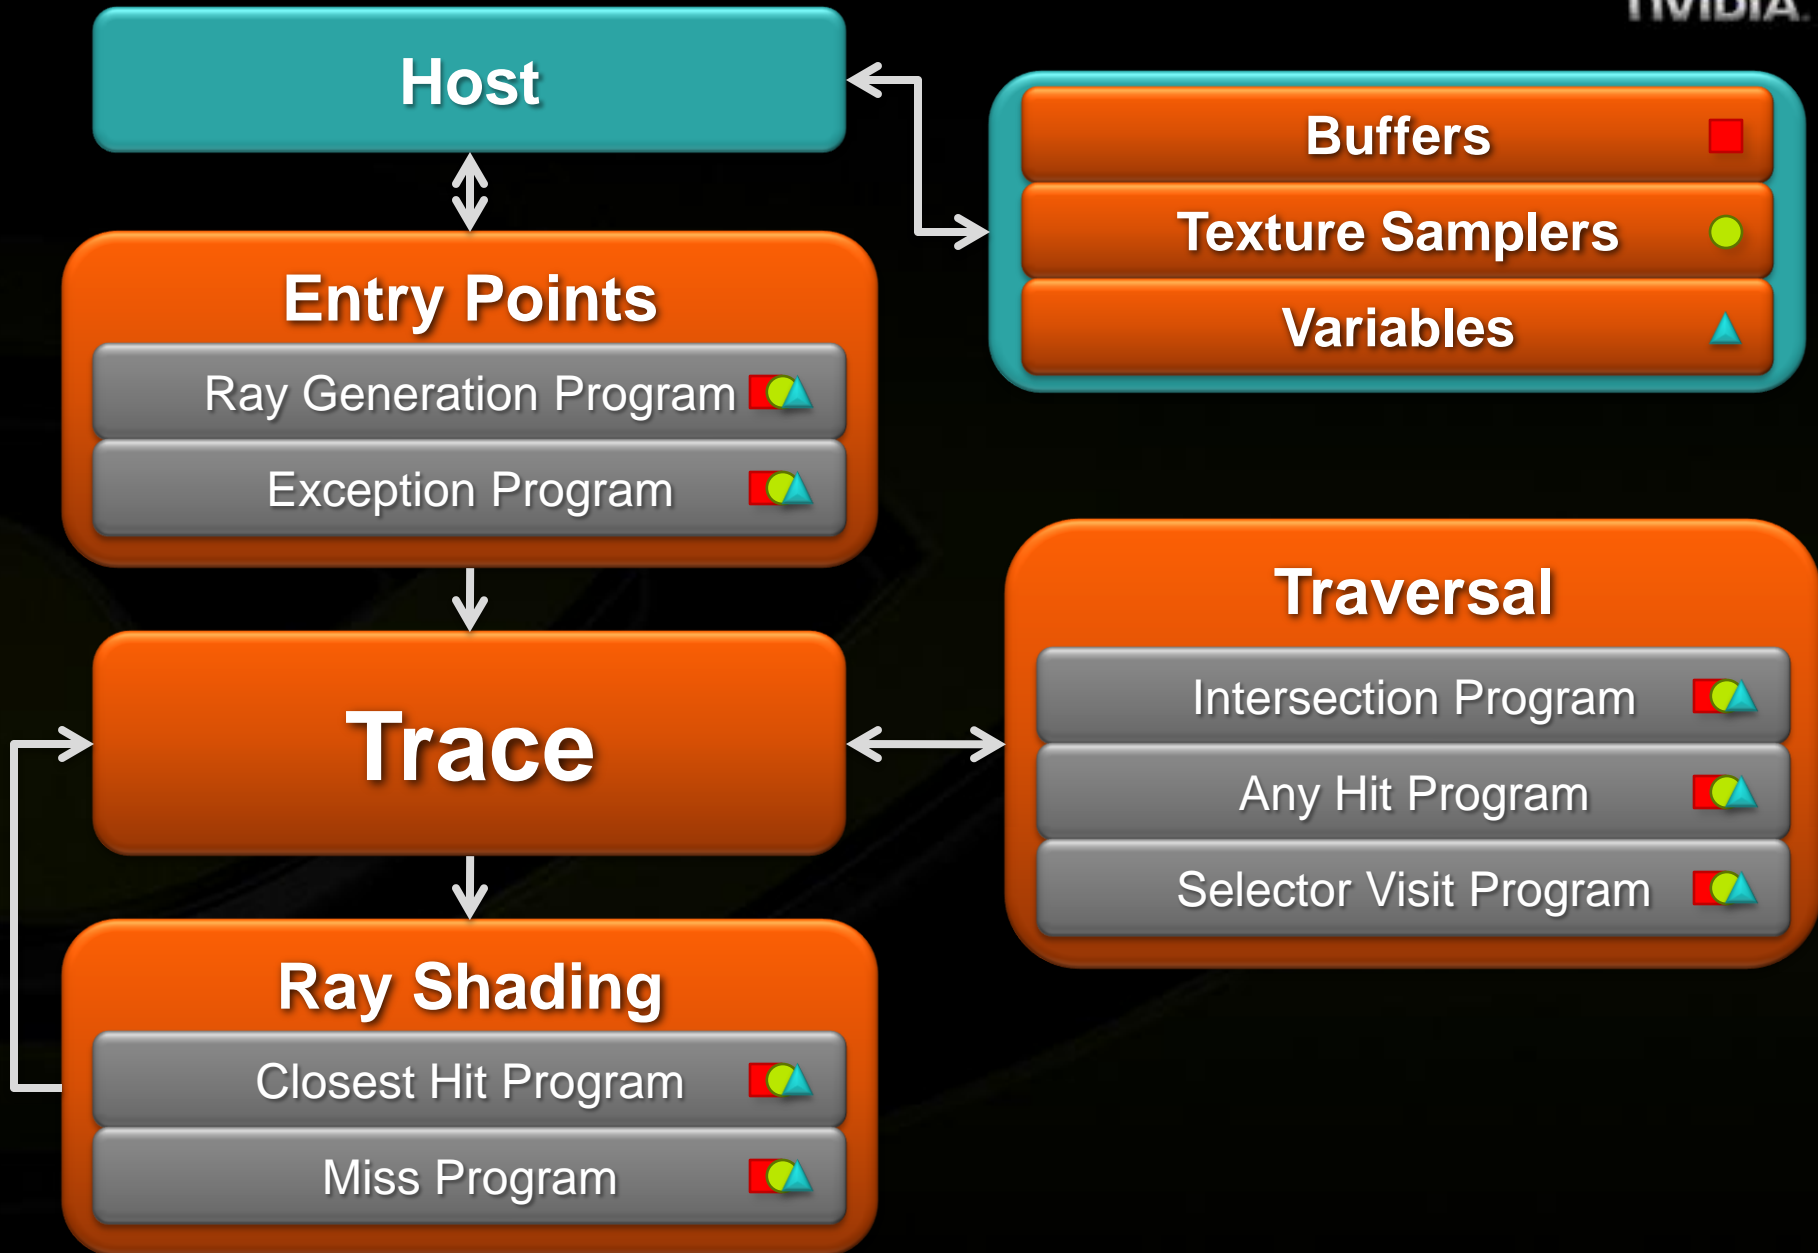 nVIDIA.
Host
Buffers
Texture Samplers
Variables
Entry Points
Ray Generation Program
Exception Program
Trace
Traversal
Intersection Program
Any Hit Program
Selector Visit Program
Ray Shading
Closest Hit Program
Miss Program